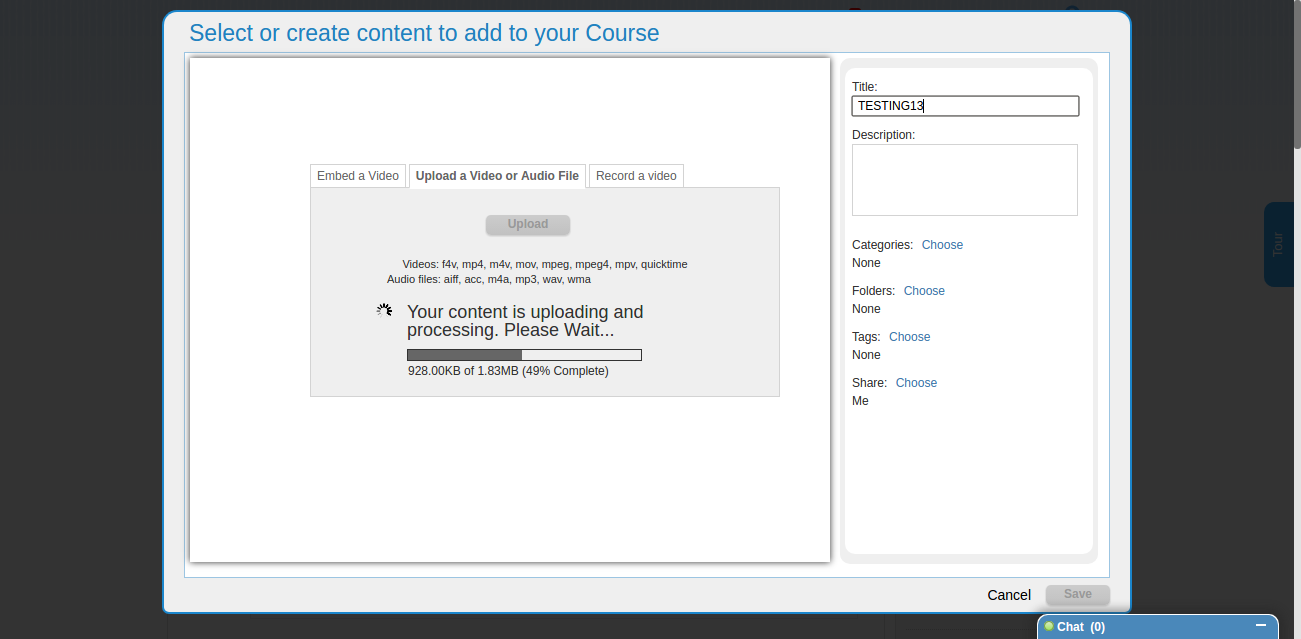 Select or create content to add to your Course
Embed a Video
Upload a Video or Audio File
Record a video
Upload
Videos: f4v, mp4, m4v, mov, mpeg, mpeg4, mpv, quicktime
Audio files: aiff, acc, m4a, mp3, wav, wma
Your content is uploading and
processing. Please Wait...
928.00KB of 1.83MB (49% Complete)
Title:
TESTING13
Description:
Categories: Choose
None
Folders: Choose
None
Tags: Choose
None
Share: Choose
Me
Tour
Cancel
Save
Chat (0)